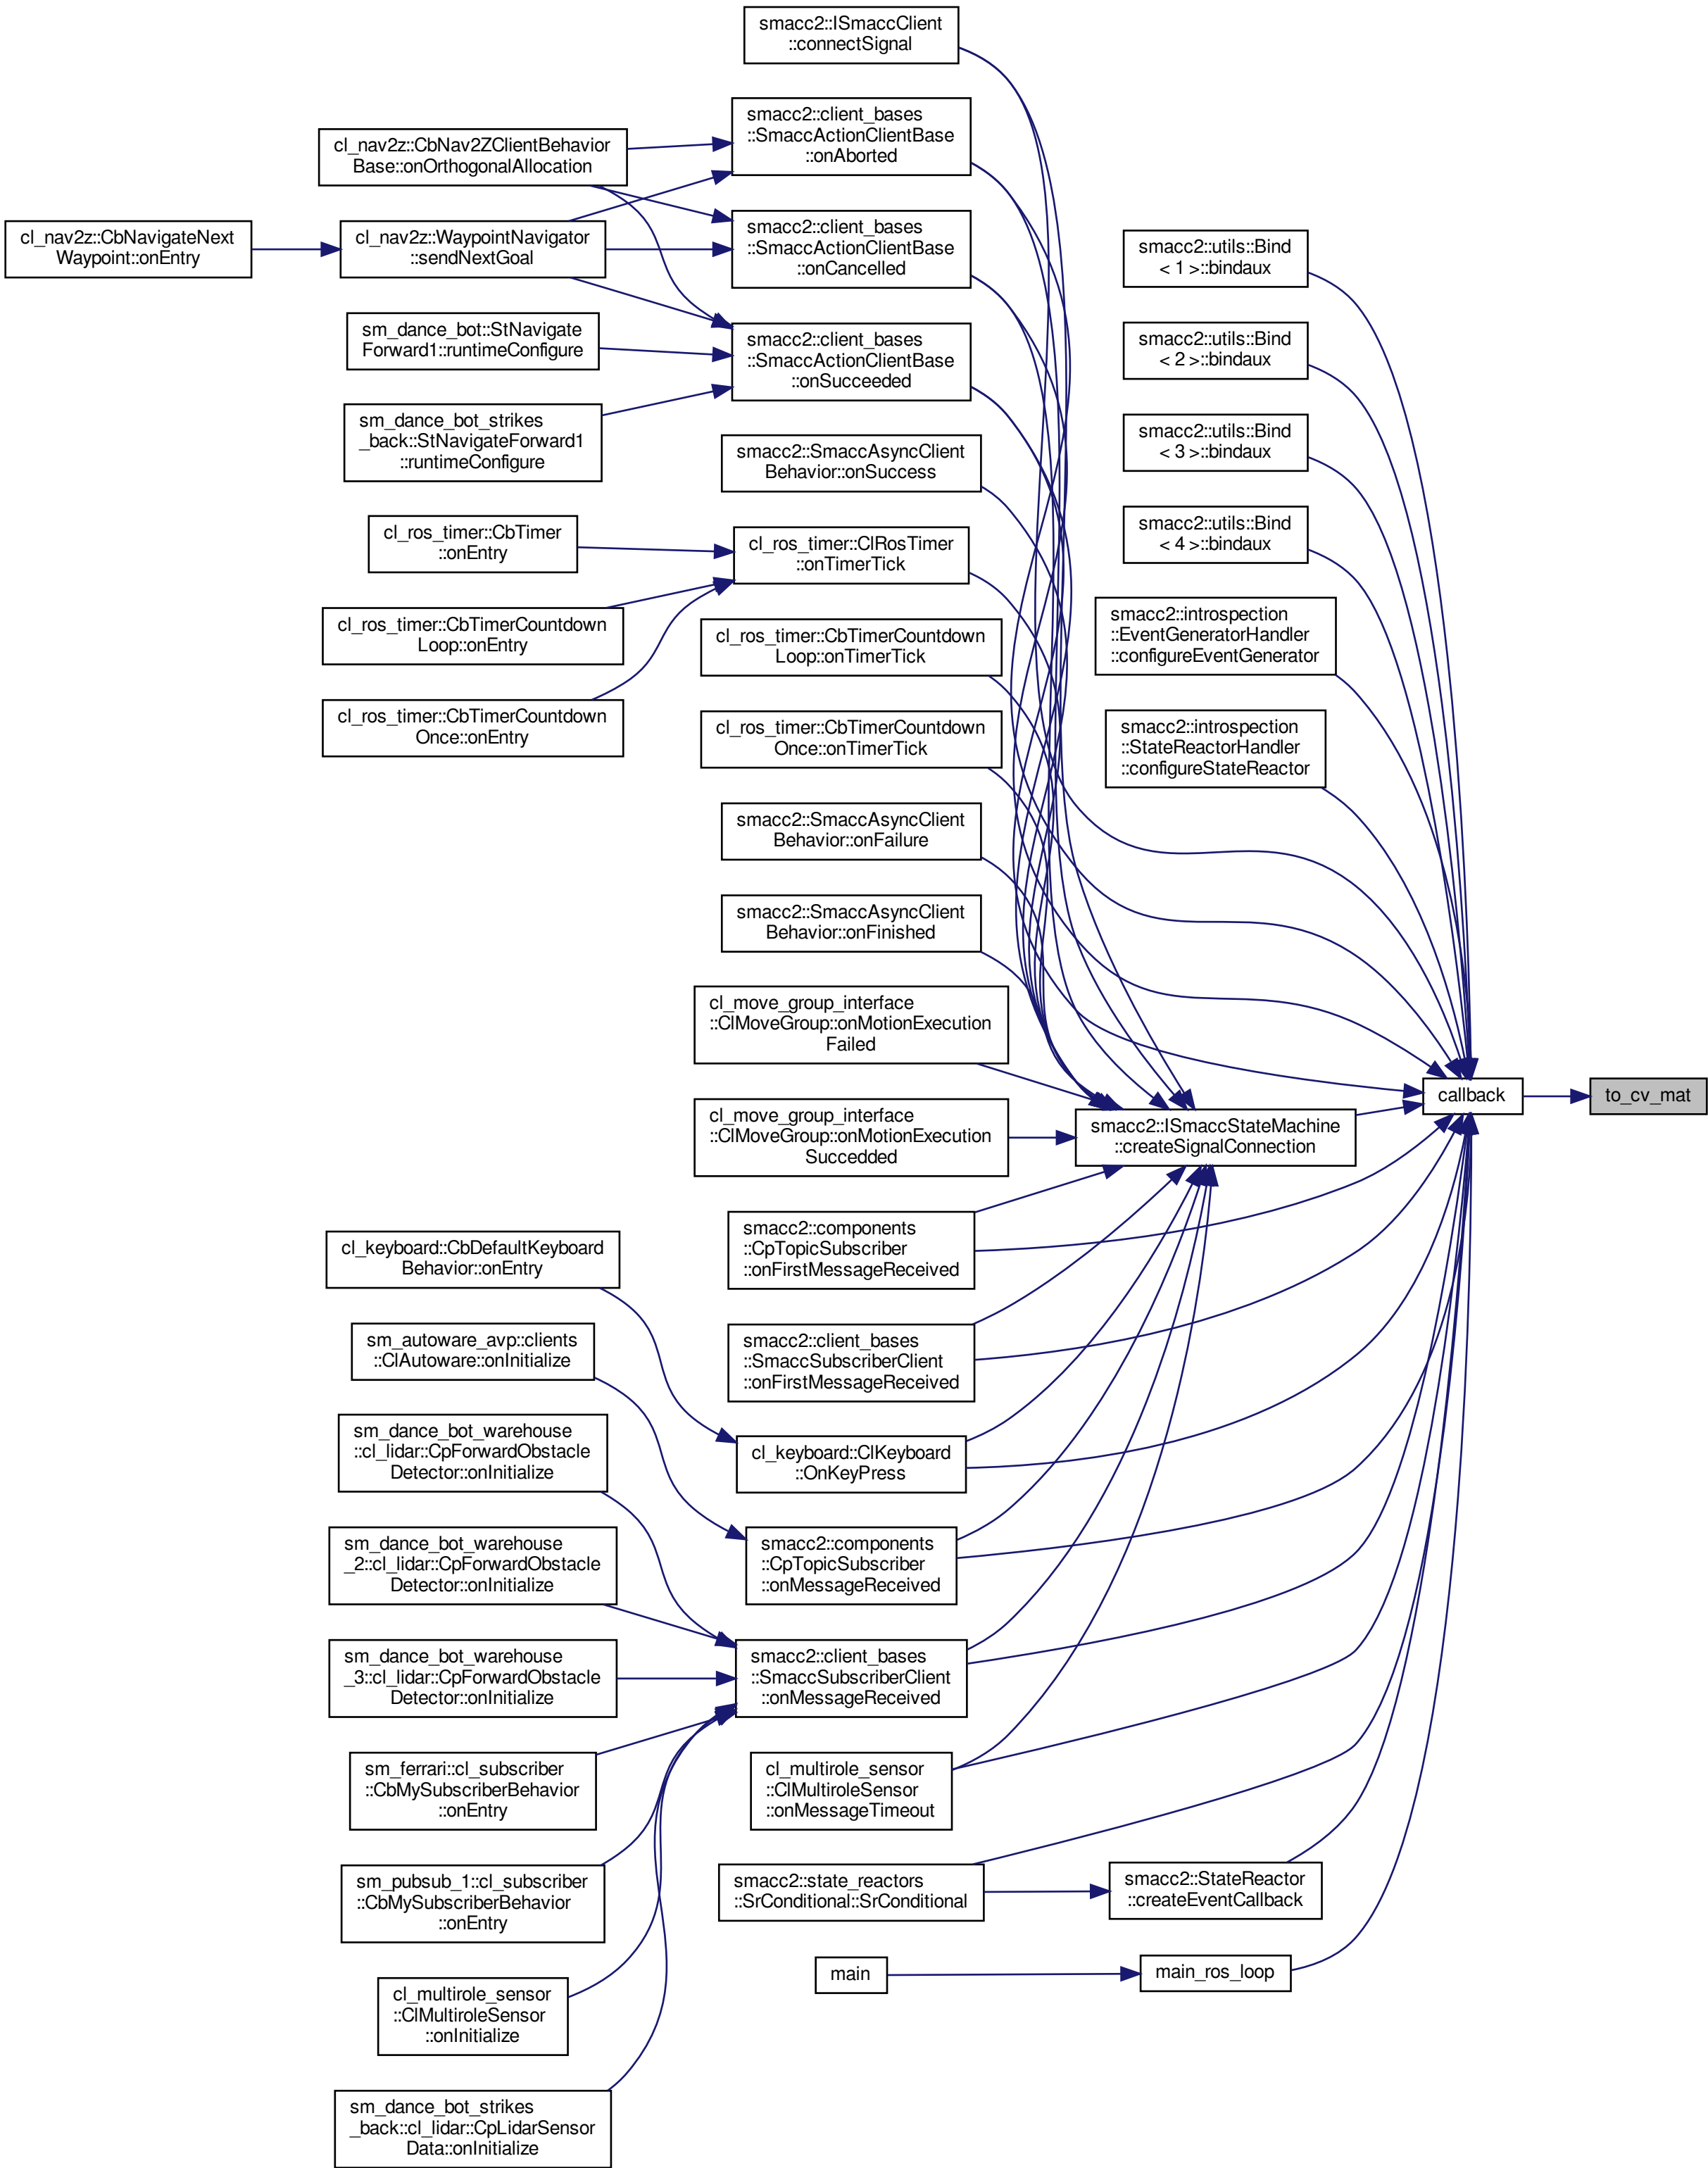 smacc2::ISmaccClient
::connectSignal
smacc2::client_bases
::SmaccActionClientBase
::onAborted
cl_nav2z::CbNav2ZClientBehavior
Base::onOrthogonalAllocation
cl_nav2z::CbNavigateNext
Waypoint::onEntry
cl_nav2z::WaypointNavigator
::sendNextGoal
smacc2::client_bases
::SmaccActionClientBase
::onCancelled
sm_dance_bot::StNavigate
Forward1::runtimeConfigure
smacc2::client_bases
::SmaccActionClientBase
::onSucceeded
sm_dance_bot_strikes
_back::StNavigateForward1
::runtimeConfigure
smacc2::SmaccAsyncClient
Behavior::onSuccess
cl_ros_timer::CbTimer
::onEntry
cl_ros_timer::ClRosTimer
::onTimerTick
cl_ros_timer::CbTimerCountdown
Loop::onEntry
cl_ros_timer::CbTimerCountdown
Loop::onTimerTick
cl_ros_timer::CbTimerCountdown
Once::onEntry
cl_ros_timer::CbTimerCountdown
Once::onTimerTick
smacc2::SmaccAsyncClient
Behavior::onFailure
smacc2::SmaccAsyncClient
Behavior::onFinished
cl_move_group_interface
::ClMoveGroup::onMotionExecution
Failed
cl_move_group_interface
::ClMoveGroup::onMotionExecution
Succedded
smacc2::utils::Bind
< 1 >::bindaux
smacc2::utils::Bind
< 2 >::bindaux
smacc2::utils::Bind
< 3 >::bindaux
smacc2::utils::Bind
< 4 >::bindaux
smacc2::introspection
::EventGeneratorHandler
::configureEventGenerator
smacc2::introspection
::StateReactorHandler
::configureStateReactor
callback
to_cv_mat
smacc2::ISmaccStateMachine
::createSignalConnection
smacc2::components
::CpTopicSubscriber
::onFirstMessageReceived
cl_keyboard::CbDefaultKeyboard
Behavior::onEntry
sm_autoware_avp::clients
::ClAutoware::onInitialize
smacc2::client_bases
::SmaccSubscriberClient
::onFirstMessageReceived
sm_dance_bot_warehouse
::cl_lidar::CpForwardObstacle
Detector::onInitialize
cl_keyboard::ClKeyboard
::OnKeyPress
sm_dance_bot_warehouse
_2::cl_lidar::CpForwardObstacle
Detector::onInitialize
smacc2::components
::CpTopicSubscriber
::onMessageReceived
sm_dance_bot_warehouse
_3::cl_lidar::CpForwardObstacle
Detector::onInitialize
smacc2::client_bases
::SmaccSubscriberClient
::onMessageReceived
sm_ferrari::cl_subscriber
::CbMySubscriberBehavior
::onEntry
cl_multirole_sensor
::ClMultiroleSensor
::onMessageTimeout
sm_pubsub_1::cl_subscriber
::CbMySubscriberBehavior
::onEntry
smacc2::state_reactors
::SrConditional::SrConditional
smacc2::StateReactor
::createEventCallback
cl_multirole_sensor
::ClMultiroleSensor
::onInitialize
main
main_ros_loop
sm_dance_bot_strikes
_back::cl_lidar::CpLidarSensor
Data::onInitialize